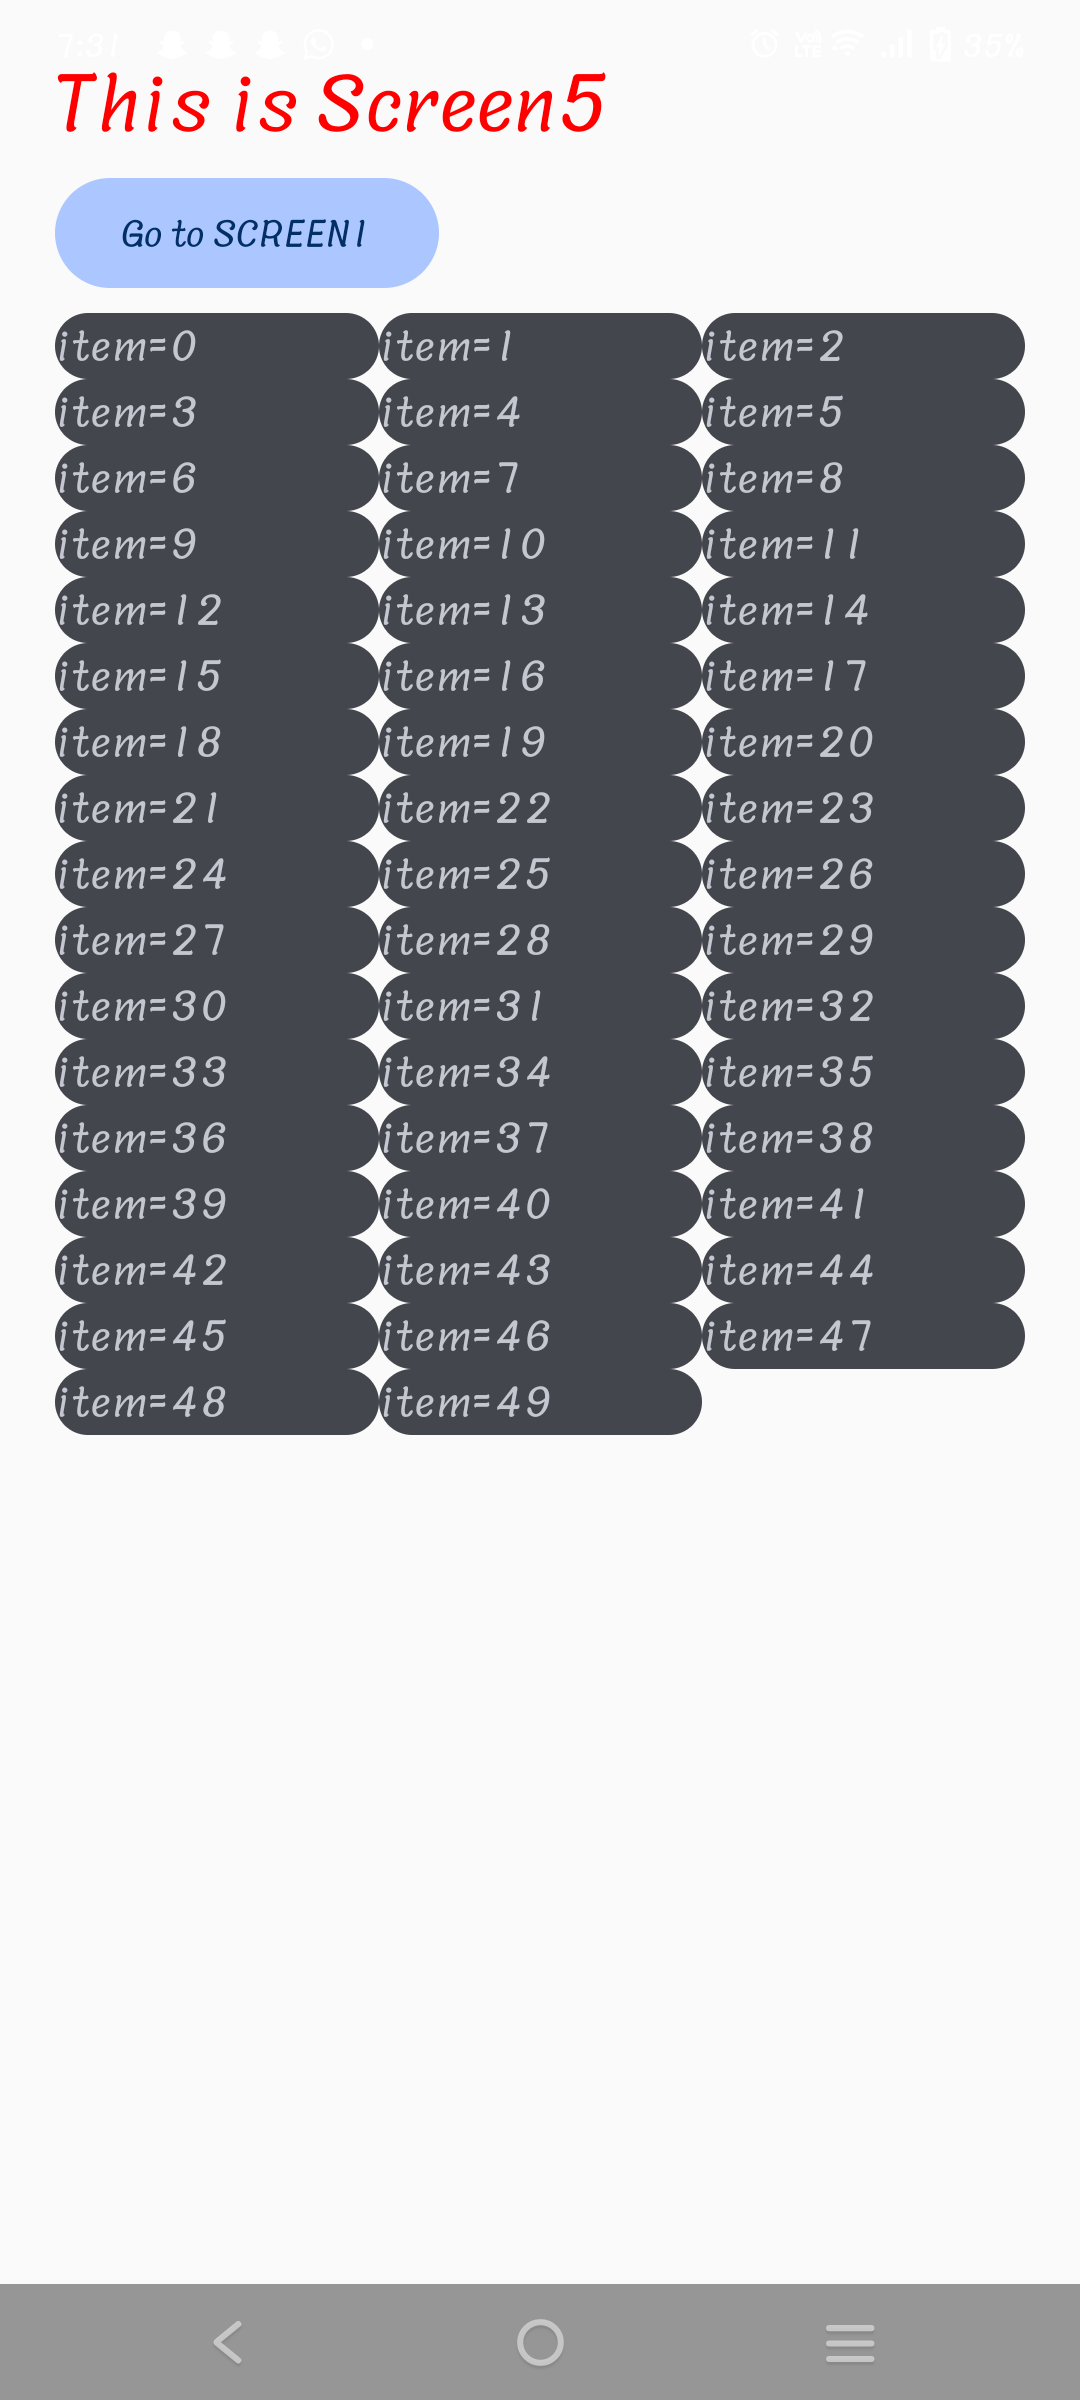 7:31 35%
This is Screen5
Go to SCREEN1
item=0 item=1 item=2
item=3 item=4 item=5
item=6 item=7 item=8
item=9 item=10 item=11
item=12 item=13 item=14
item=15 item=16 item=17
item=18 item=19 item=20
item=21 item=22 item=23
item=24 item=25 item=26
item=27 item=28 item=29
item=30 item=31 item=32
item=33 item=34 item=35
item=36 item=37 item=38
item=39 item=40 item=41
item=42 item=43 item=44
item=45 item=46 item=47
item=48 item=49